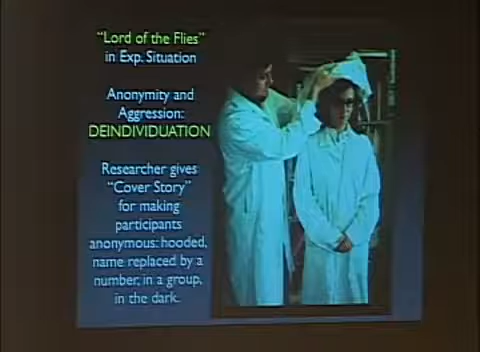 "Lord of the Flies"
in Exp. Situation
Anonymity and
Aggression:
DEINDIVIDUATION
Researcher gives
"Cover Story"
for making
participants
anonymous: hooded,
name replaced by a
number, in a group,
in the dark.